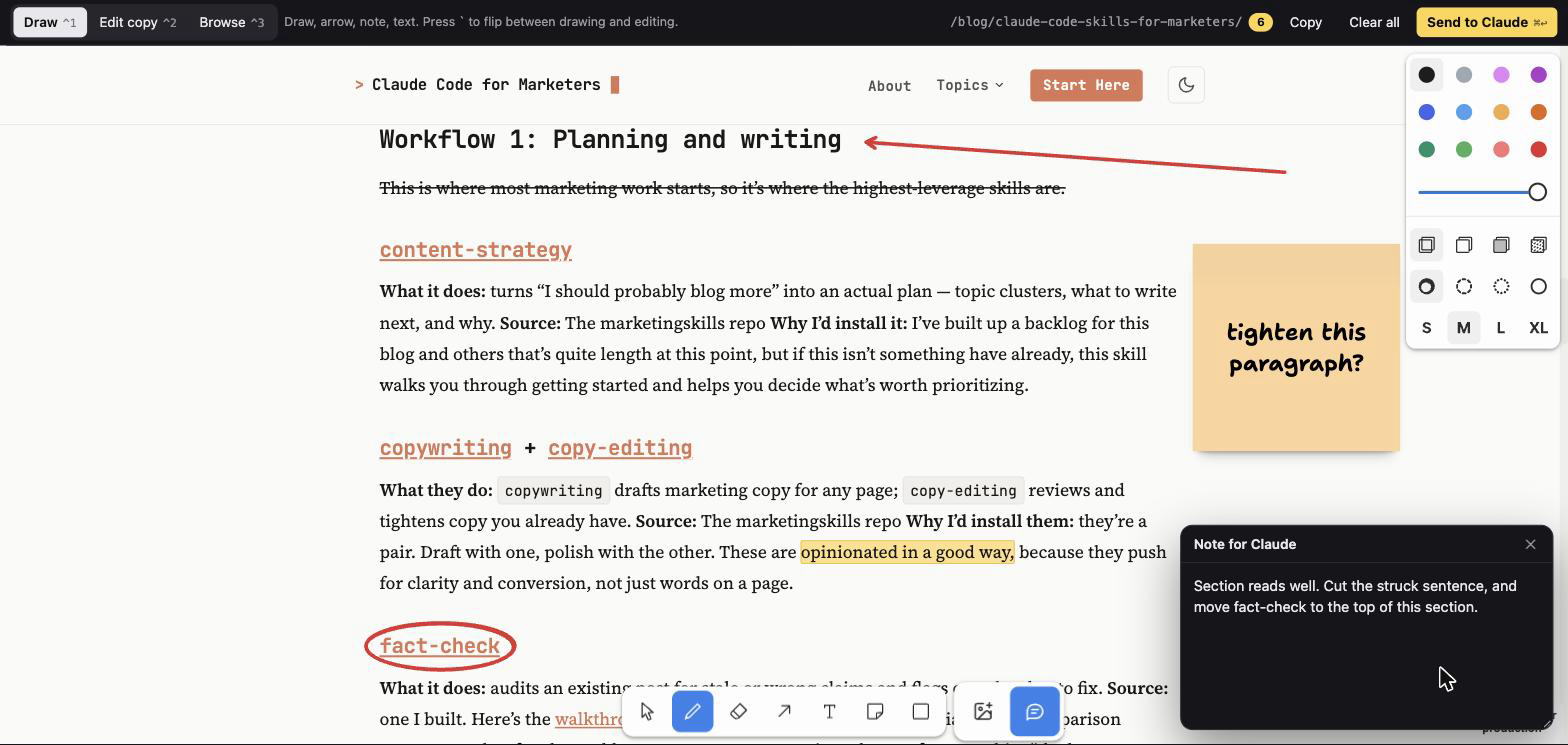 Draw ^1 Edit copy ^2 Browse ^3 Draw, arrow, note, text. Press ` to flip between drawing and editing. /blog/claude-code-skills-for-marketers/ 6 Copy Clear all Send to Claude ⌘↩
> Claude Code for Marketers About Topics Start Here
Workflow 1: Planning and writing
This is where most marketing work starts, so it’s where the highest-leverage skills are.
content-strategy
What it does: turns “I should probably blog more” into an actual plan — topic clusters, what to write
next, and why. Source: The marketingskills repo Why I’d install it: I’ve built up a backlog for this
blog and others that’s quite length at this point, but if this isn’t something have already, this skill
walks you through getting started and helps you decide what’s worth prioritizing.
tighten this
paragraph?
S M L XL
copywriting + copy-editing
What they do: copywriting drafts marketing copy for any page; copy-editing reviews and
tightens copy you already have. Source: The marketingskills repo Why I’d install them: they’re a
pair. Draft with one, polish with the other. These are opinionated in a good way, because they push
for clarity and conversion, not just words on a page.
Note for Claude
Section reads well. Cut the struck sentence, and
move fact-check to the top of this section.
fact-check
What it does: audits an existing fix. Source:
one I built. Here’s the
T
production